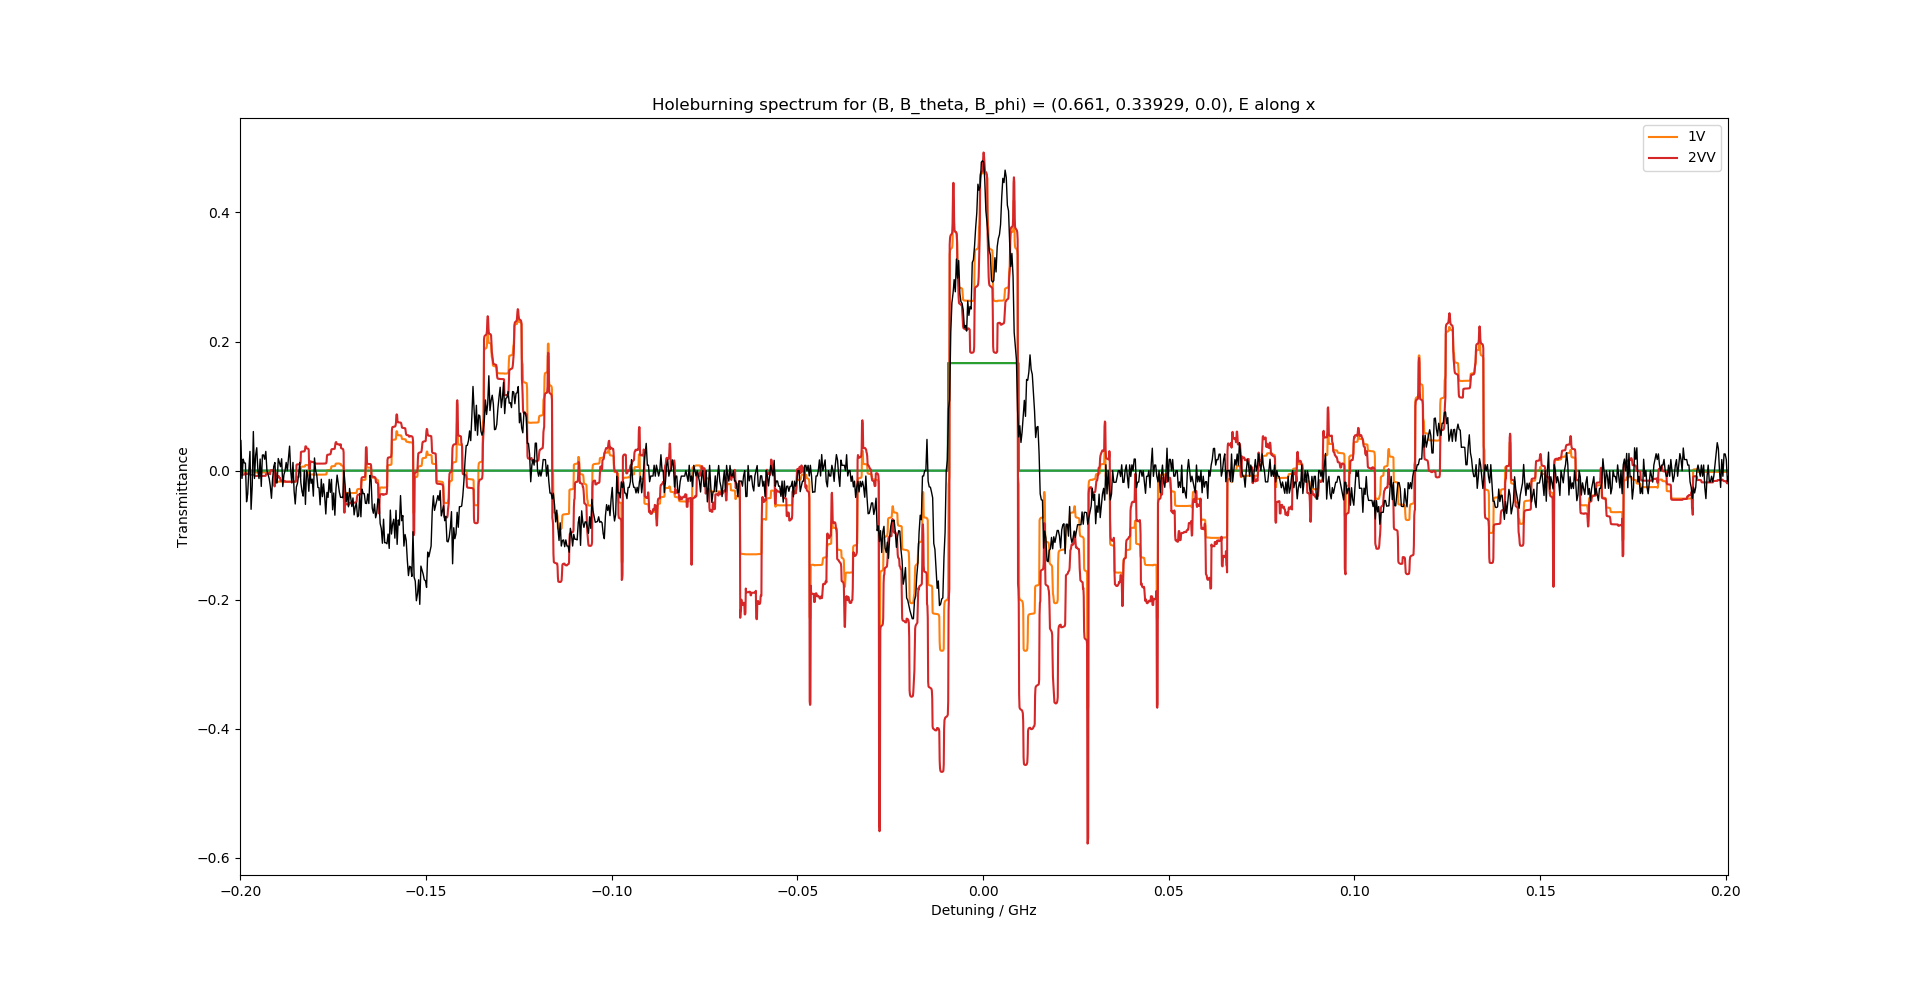 Holeburning spectrum for (B, B_theta, B_phi) = (0.661, 0.33929, 0.0), E along x
1V
2VV
Transmittance
0.4
0.2
0.0
−0.2
−0.4
−0.6
−0.20 −0.15 −0.10 −0.05 0.00 0.05 0.10 0.15 0.20
Detuning / GHz